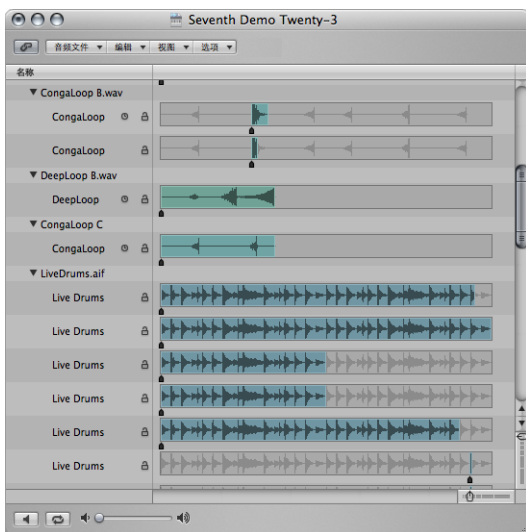 Seventh Demo Twenty-3
音频文件 编辑 视图 选项
名称
CongaLoop B.wav
CongaLoop
CongaLoop
DeepLoop B.wav
DeepLoop
CongaLoop C
CongaLoop
LiveDrums.aif
Live Drums
Live Drums
Live Drums
Live Drums
Live Drums
Live Drums